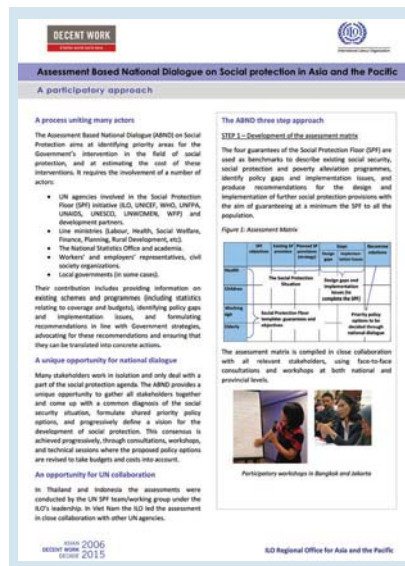 DECENT WORK
International Labour Organization
Assessment Based National Dialogue on Social protection in Asia and the Pacific
A participatory approach
A process uniting many actors
The Assessment Based National Dialogue (ABND) on Social
Protection aims at identifying priority areas for the
Government's intervention in the field of social
protection, and at estimating the cost of these
interventions. It requires the involvement of a number of
actors:
• UN agencies involved in the Social Protection
Floor (SPF) initiative (ILO, UNICEF, WHO, UNFPA,
UNAIDS, UNESCO, UNWOMEN, WFP) and
development partners.
• Line ministries (Labour, Health, Social Welfare,
Finance, Planning, Rural Development, etc).
• The National Statistics Office and academia.
• Workers' and employers' representatives, civil
society organizations.
• Local governments (in some cases).
Their contribution includes providing information on
existing schemes and programmes (including statistics
relating to coverage and budgets), identifying policy gaps
and implementation issues, and formulating
recommendations in line with Government strategies,
advocating for these recommendations and ensuring that
they can be translated into concrete actions.
A unique opportunity for national dialogue
Many stakeholders work in isolation and only deal with a
part of the social protection agenda. The ABND provides a
unique opportunity to gather all stakeholders together
and come up with a common diagnosis of the social
security situation, formulate shared priority policy
options, and progressively define a vision for the
development of social protection. This consensus is
achieved progressively, through consultations, workshops,
and technical sessions where the proposed policy options
are revised to take budgets and costs into account.
An opportunity for UN collaboration
In Thailand and Indonesia the assessments were
conducted by the UN SPF team/working group under the
ILO's leadership. In Viet Nam the ILO led the assessment
in close collaboration with other UN agencies.
The ABND three step approach
STEP 1 – Development of the assessment matrix
The four guarantees of the Social Protection Floor (SPF) are
used as benchmarks to describe existing social security,
social protection and poverty alleviation programmes,
identify policy gaps and implementation issues, and
produce recommendations for the design and
implementation of further social protection provisions with
the aim of guaranteeing at a minimum the SPF to all the
population.
Figure 1: Assessment Matrix
SPF objectives
Existing SP provision
Planned SP provisions (strategy)
Gaps
Design gaps
Implementation issues
Recommendations
Health
Children
Working age
Elderly
The Social Protection Situation
Design gaps and implementation issues (to complete the SPF)
Social Protection Floor template: guarantees and objectives
Priority policy options to be decided through national dialogue
The assessment matrix is compiled in close collaboration
with all relevant stakeholders, using face-to-face
consultations and workshops at both national and
provincial levels.
Participatory workshops in Bangkok and Jakarta
ASIAN
DECENT WORK
DECADE
2006
2015
ILO Regional Office for Asia and the Pacific